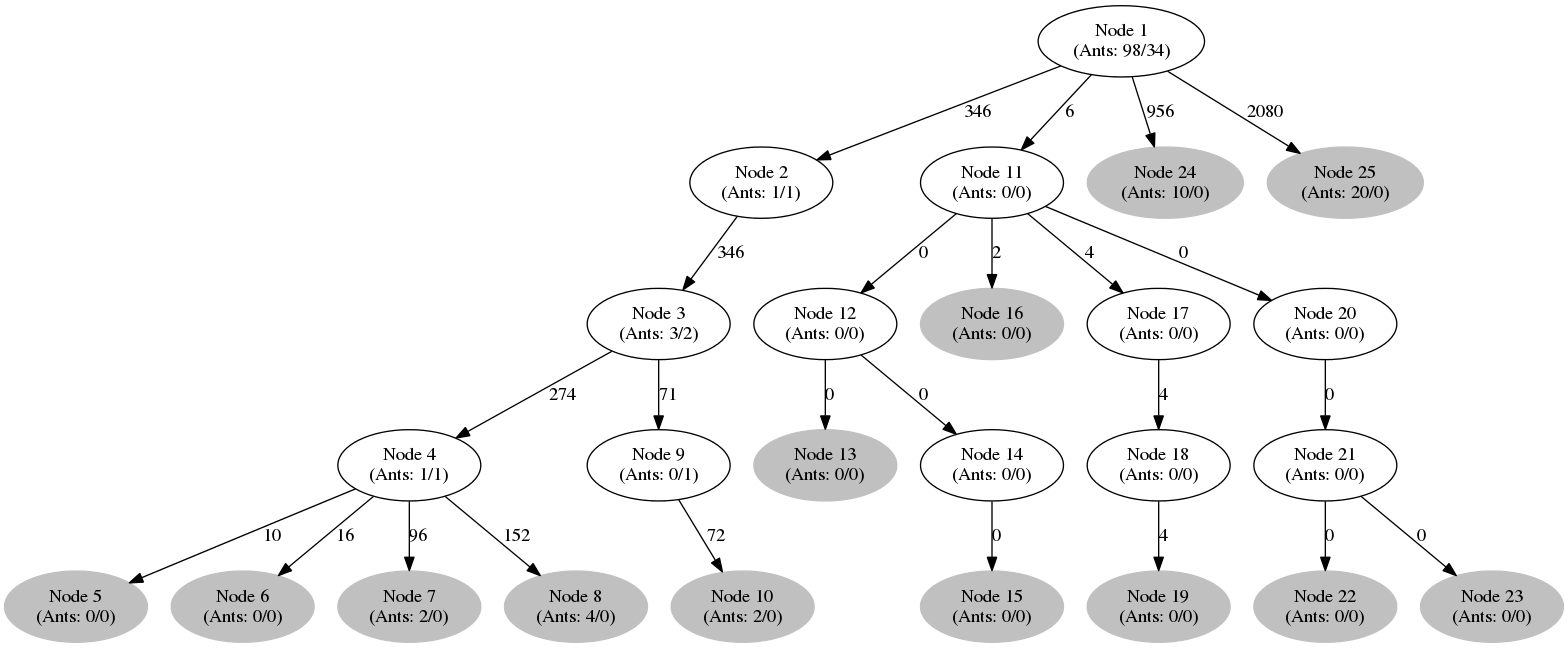 Node 1
(Ants: 98/34)
346
6
956
2080
Node 2
(Ants: 1/1)
Node 11
(Ants: 0/0)
Node 24
(Ants: 10/0)
Node 25
(Ants: 20/0)
346
0
2
4
0
Node 3
(Ants: 3/2)
Node 12
(Ants: 0/0)
Node 16
(Ants: 0/0)
Node 17
(Ants: 0/0)
Node 20
(Ants: 0/0)
274
71
0
0
4
0
Node 4
(Ants: 1/1)
Node 9
(Ants: 0/1)
Node 13
(Ants: 0/0)
Node 14
(Ants: 0/0)
Node 18
(Ants: 0/0)
Node 21
(Ants: 0/0)
10
16
96
152
72
0
4
0
0
Node 5
(Ants: 0/0)
Node 6
(Ants: 0/0)
Node 7
(Ants: 2/0)
Node 8
(Ants: 4/0)
Node 10
(Ants: 2/0)
Node 15
(Ants: 0/0)
Node 19
(Ants: 0/0)
Node 22
(Ants: 0/0)
Node 23
(Ants: 0/0)